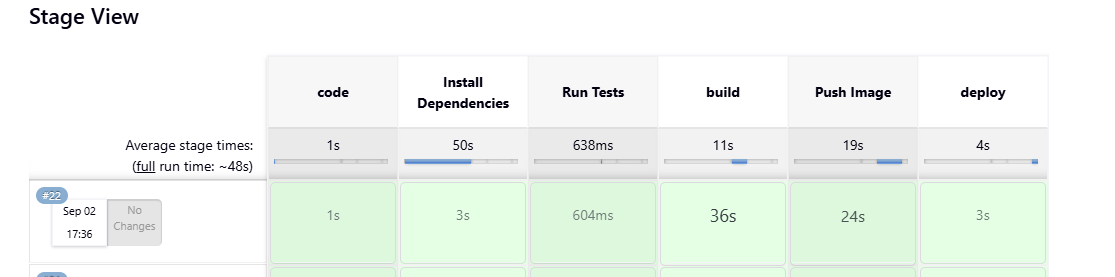 Stage View
code
Install
Dependencies
Run Tests
build
Push Image
deploy
Average stage times:
(full run time: ~48s)
1s
50s
638ms
11s
19s
4s
#22
Sep 02
17:36
No
Changes
1s
3s
604ms
36s
24s
3s